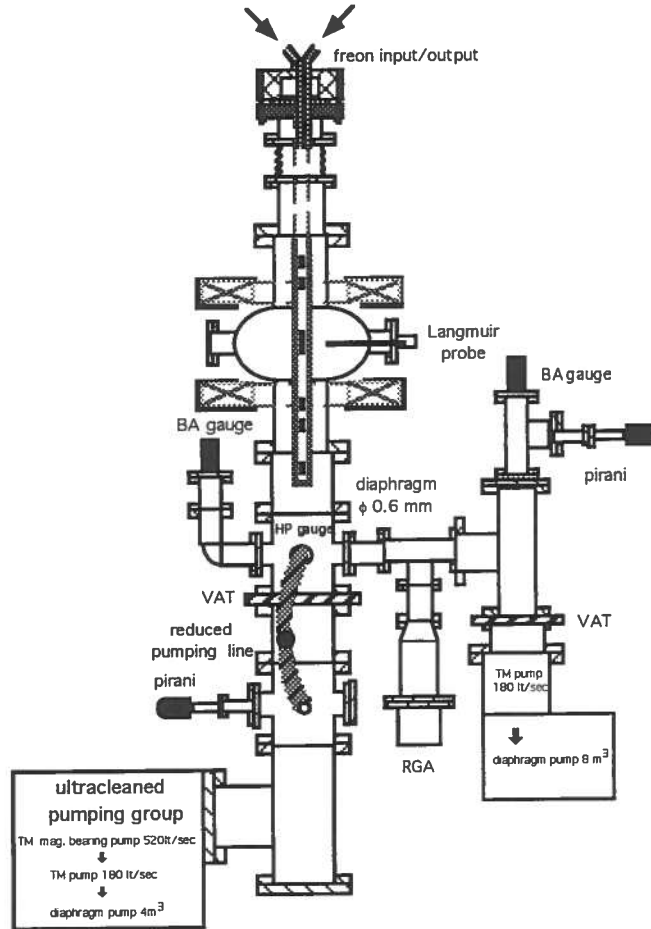 freon input/output
Langmuir
probe
BA gauge
BA gauge
pirani
diaphragm
ϕ 0.6 mm
HP gauge
VAT
VAT
reduced
pumping line
pirani
TM pump
180 lt/sec
diaphragm pump 8 m³
RGA
ultracleaned
pumping group
TM mag. bearing pump 520lt/sec
TM pump 180 lt/sec
diaphragm pump 4m³